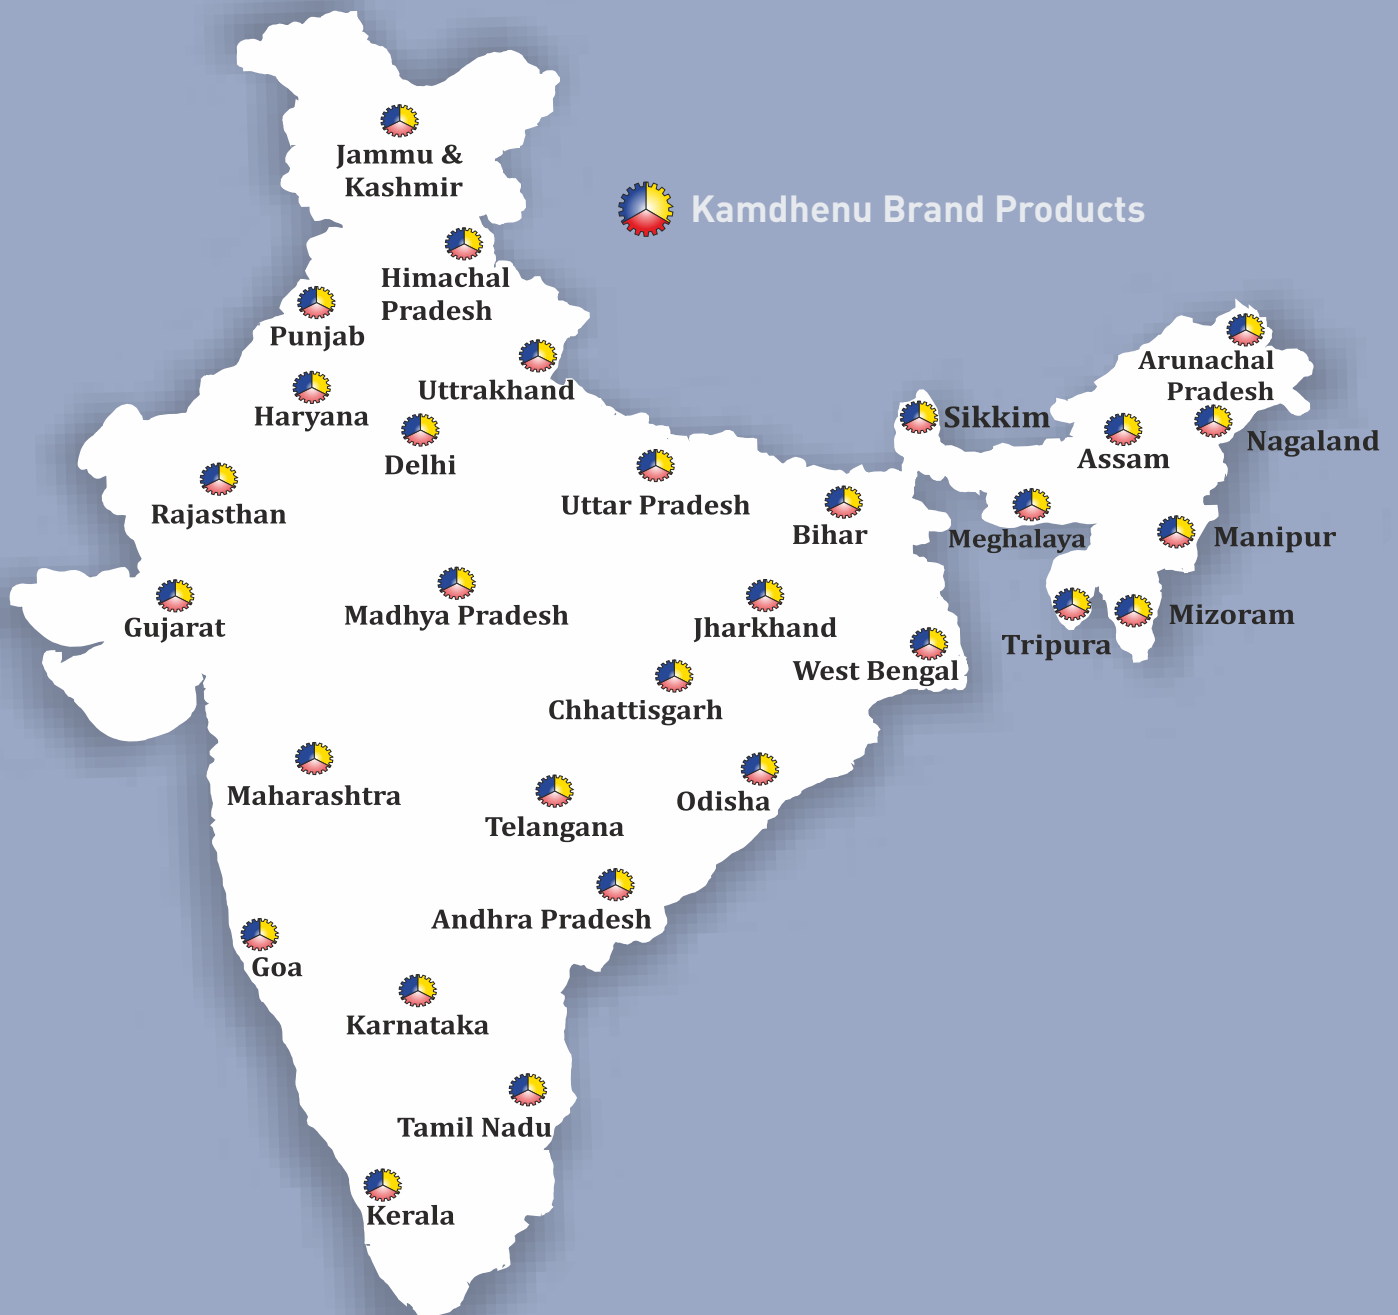 Jammu &
Kashmir
Kamdhenu Brand Products
Himachal
Pradesh
Punjab
Arunachal
Pradesh
Uttrakhand
Haryana
Sikkim
Nagaland
Delhi
Assam
Rajasthan
Uttar Pradesh
Bihar
Meghalaya
Manipur
Madhya Pradesh
Gujarat
Jharkhand
Mizoram
Tripura
West Bengal
Chhattisgarh
Maharashtra
Odisha
Telangana
Andhra Pradesh
Goa
Karnataka
Tamil Nadu
Kerala